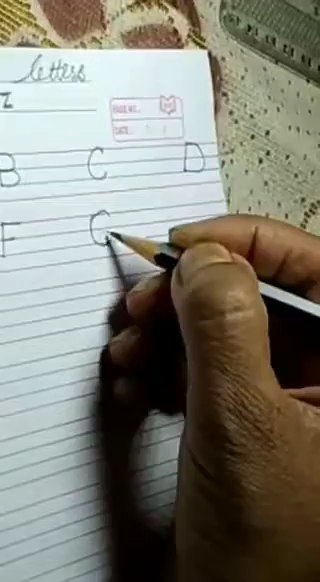 letters
Z
PAGE NO.:
DATE: / /
B C D
F G